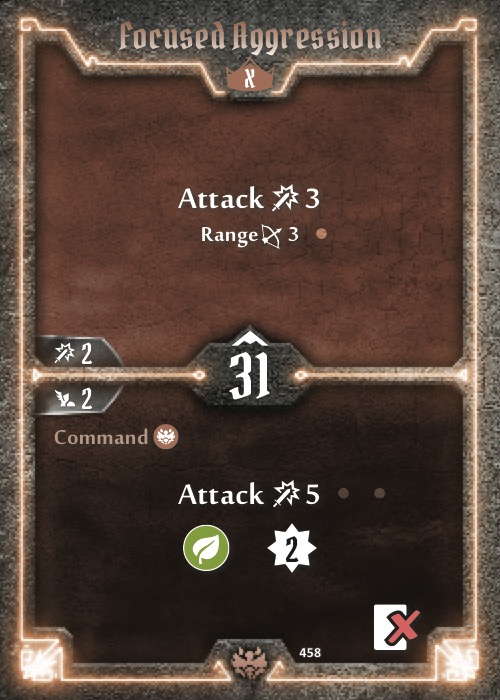 Focused Aggression
X
Attack 3
Range 3
2
31
2
Command
Attack 5
2
458